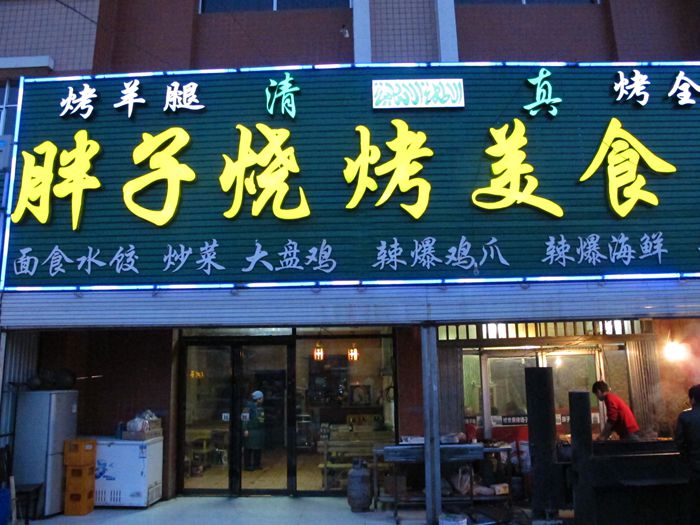 烤羊腿 清 真 烤全
胖子烧烤美食
面食水饺 炒菜 大盘鸡 辣爆鸡爪 辣爆海鲜